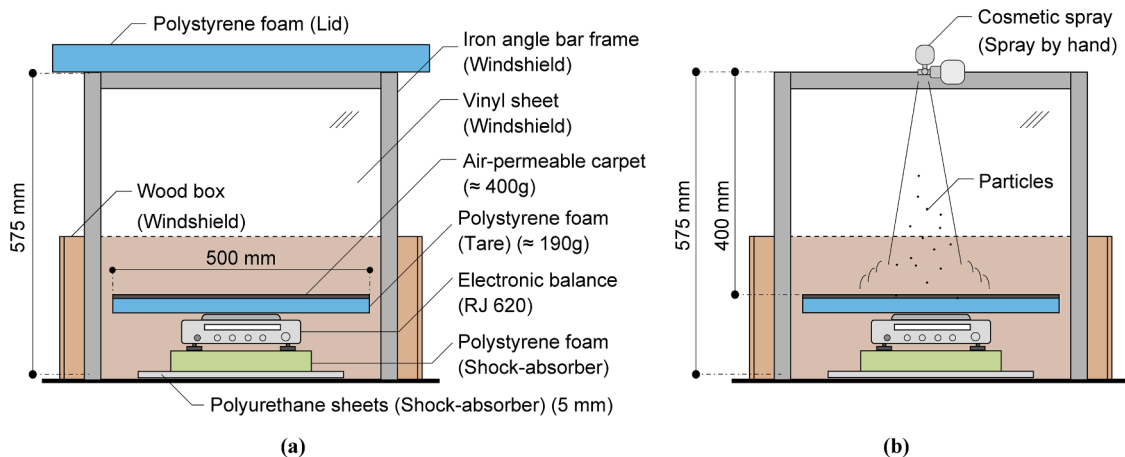 Polystyrene foam (Lid)
Iron angle bar frame
(Windshield)
Vinyl sheet
(Windshield)
Air-permeable carpet
(≈ 400g)
Wood box
(Windshield)
Polystyrene foam
(Tare) (≈ 190g)
575 mm
500 mm
Electronic balance
(RJ 620)
Polystyrene foam
(Shock-absorber)
Polyurethane sheets (Shock-absorber) (5 mm)
(a)
Cosmetic spray
(Spray by hand)
Particles
575 mm
400 mm
(b)